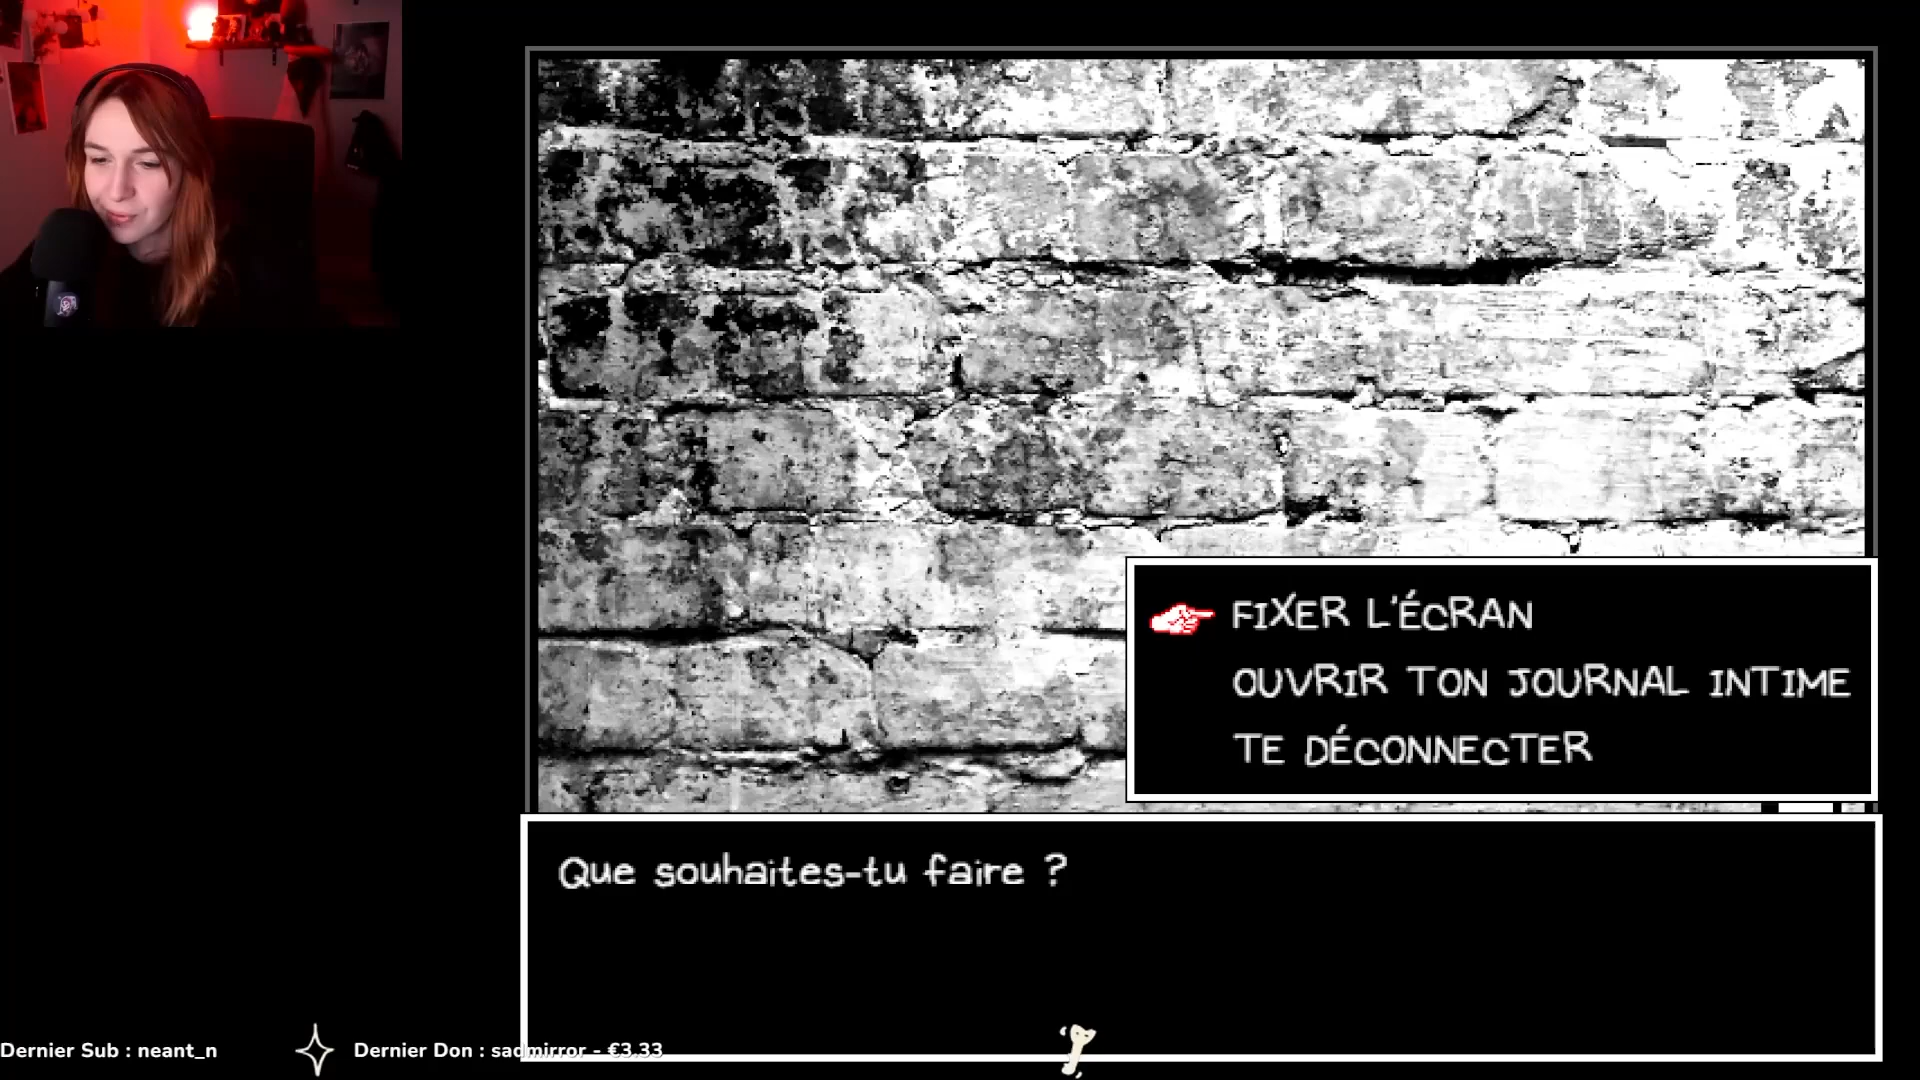 FIXER L'ÉCRAN
OUVRIR TON JOURNAL INTIME
TE DÉCONNECTER
Que souhaites-tu faire ?
Dernier Sub : neant_n
Dernier Don : sadmirror - €3.33